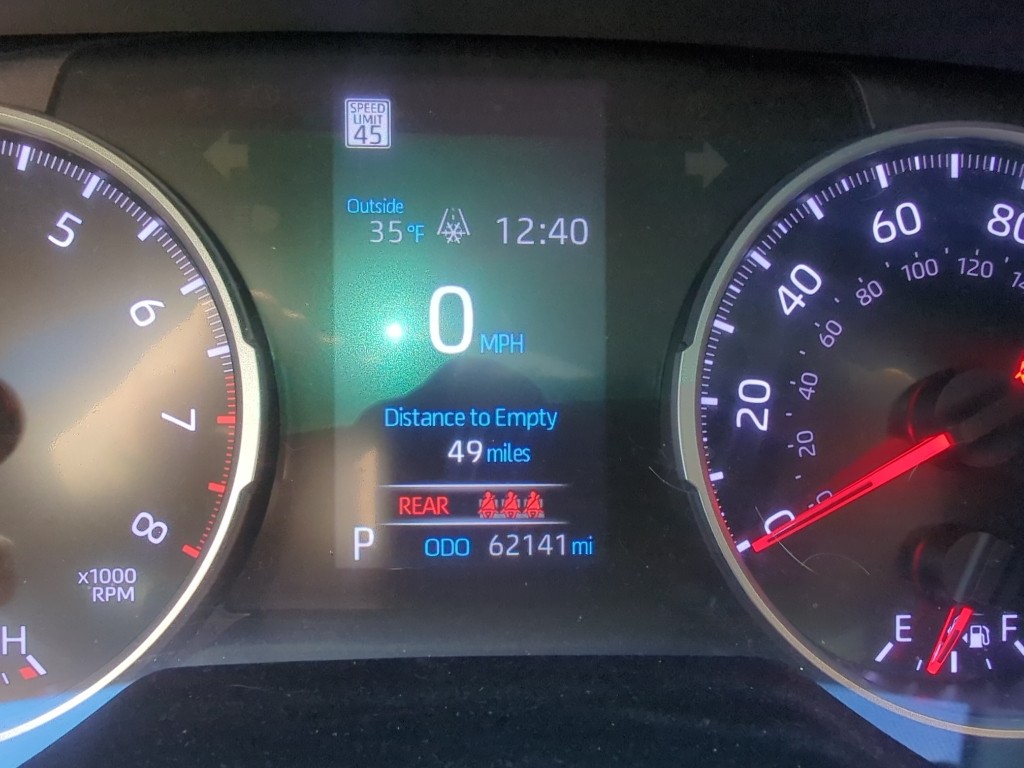 SPEED
LIMIT
45
Outside
35°F
12:40
0 MPH
Distance to Empty
49 miles
REAR
P
ODO 62141 mi
5
6
7
8
x1000
RPM
H
0
20
40
60
80
20
40
60
80
100
120
E
F